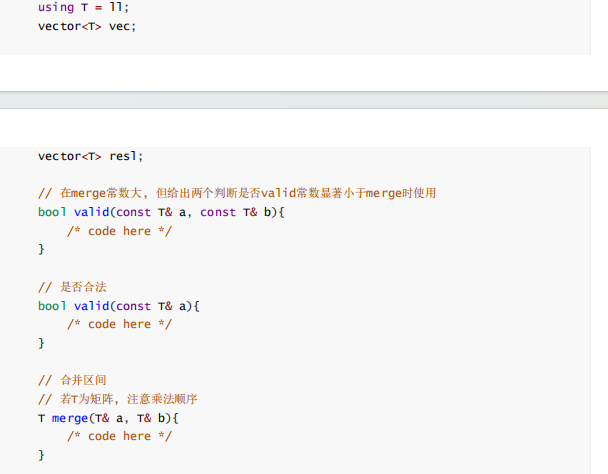 using T = ll;
vector<T> vec;
vector<T> resl;
// 在merge常数大, 但给出两个判断是否valid常数显著小于merge时使用
bool valid(const T& a, const T& b){
/* code here */
}
// 是否合法
bool valid(const T& a){
/* code here */
}
// 合并区间
// 若T为矩阵, 注意乘法顺序
T merge(T& a, T& b){
/* code here */
}